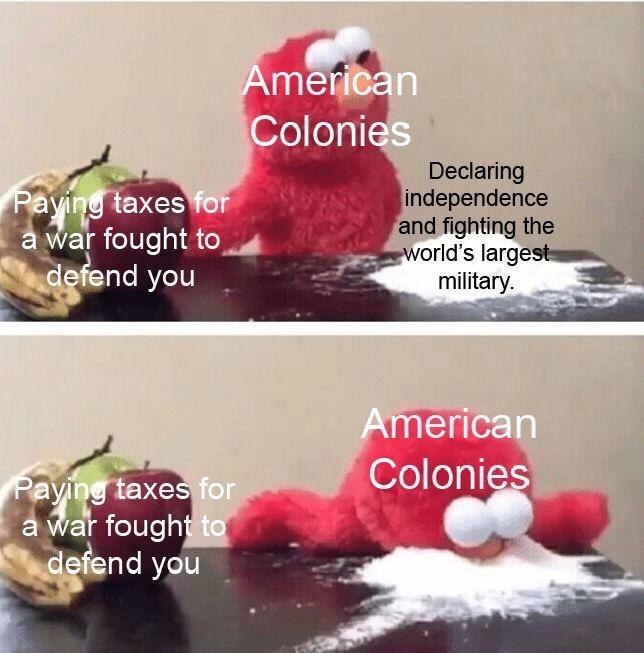 American
Colonies
Paying taxes for
a war fought to
defend you
Declaring
independence
and fighting the
world's largest
military.
American
Colonies
Paying taxes for
a war fought to
defend you